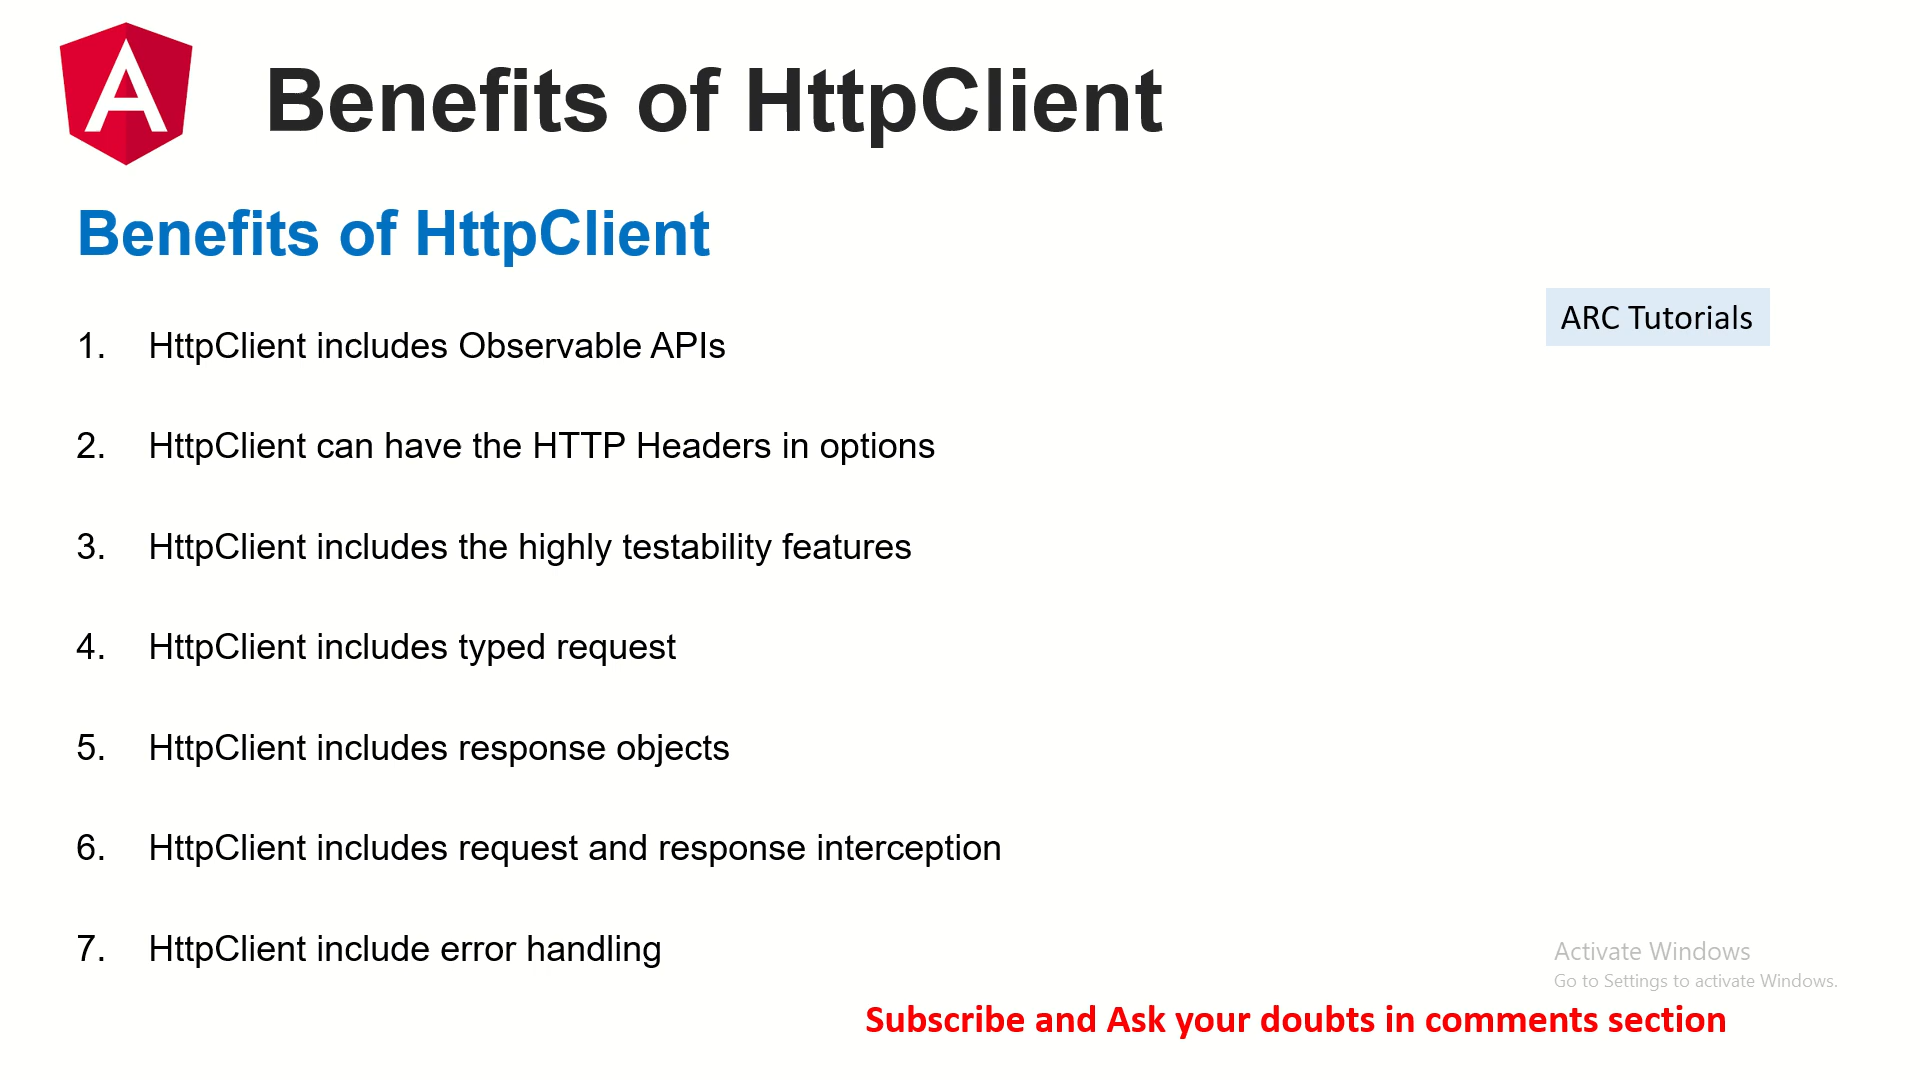 Benefits of HttpClient
Benefits of HttpClient
ARC Tutorials
1. HttpClient includes Observable APIs
2. HttpClient can have the HTTP Headers in options
3. HttpClient includes the highly testability features
4. HttpClient includes typed request
5. HttpClient includes response objects
6. HttpClient includes request and response interception
7. HttpClient include error handling
Activate Windows
Go to Settings to activate Windows.
Subscribe and Ask your doubts in comments section